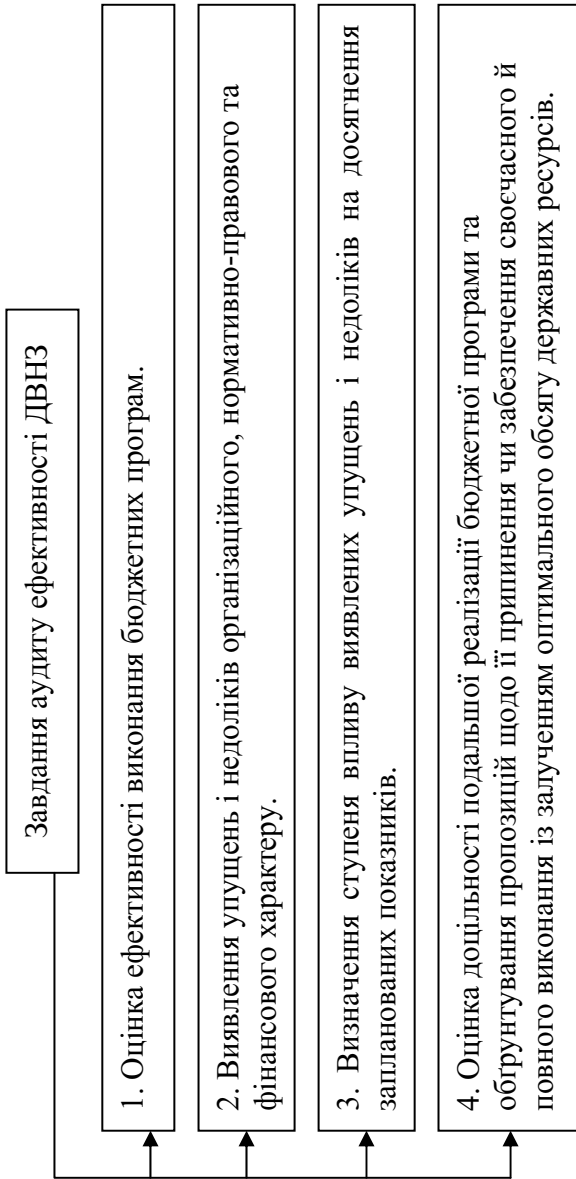 Завдання аудиту ефективності ДВНЗ
1. Оцінка ефективності виконання бюджетних програм.
2. Виявлення упущень і недоліків організаційного, нормативно-правового та
фінансового характеру.
3. Визначення ступеня впливу виявлених упущень і недоліків на досягнення
запланованих показників.
4. Оцінка доцільності подальшої реалізації бюджетної програми та
обґрунтування пропозицій щодо її припинення чи забезпечення своєчасного й
повного виконання із залученням оптимального обсягу державних ресурсів.